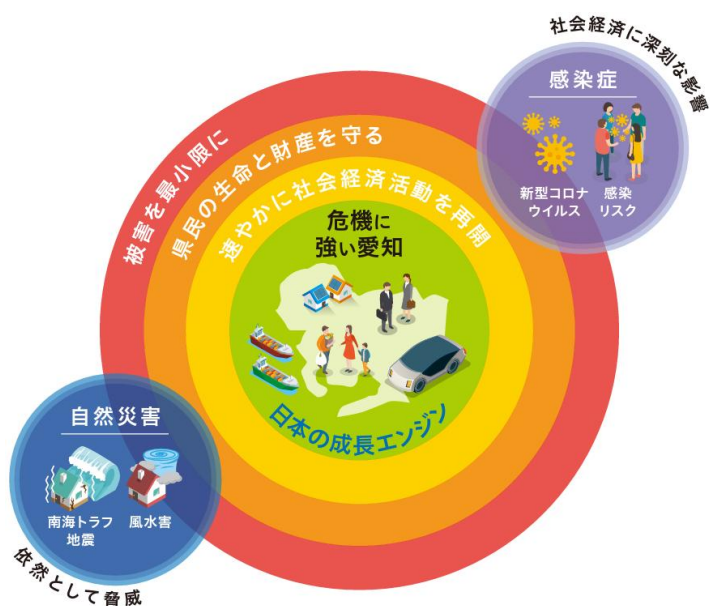 社会経済に深刻な影響
感染症
新型コロナ
ウイルス
感染
リスク
被害を最小限に
県民の生命と財産を守る
速やかに社会経済活動を再開
危機に
強い愛知
日本の成長エンジン
自然災害
南海トラフ
地震
風水害
依然として脅威